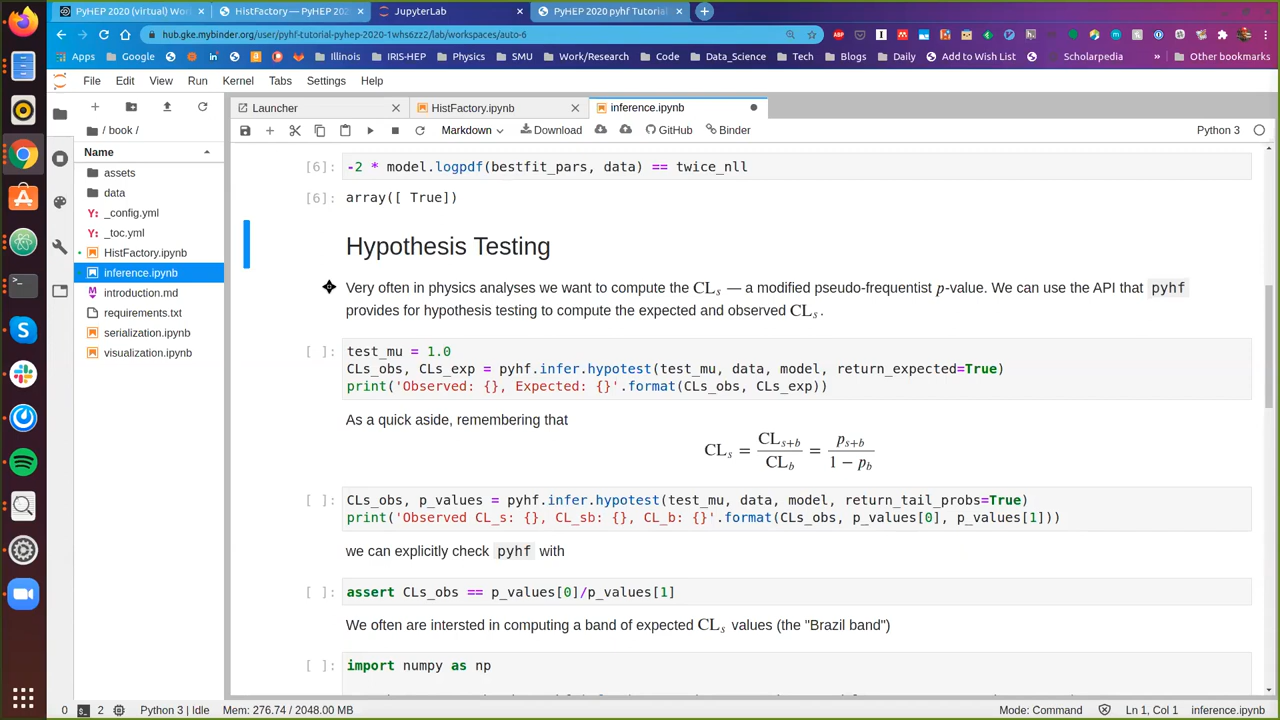 PyHEP 2020 (virtual) Wor
HistFactory — PyHEP 202
JupyterLab
PyHEP 2020 pyhf Tutorial
hub.gke.mybinder.org/user/pyhf-tutorial-pyhep-2020-1whs6zz2/lab/workspaces/auto-6
Apps
Google
Illinois
IRIS-HEP
Physics
SMU
Work/Research
Code
Data_Science
Tech
Blogs
Daily
Add to Wish List
Scholarpedia
»
Other bookmarks
File
Edit
View
Run
Kernel
Tabs
Settings
Help
Launcher
HistFactory.ipynb
inference.ipynb
Markdown
Download
GitHub
Binder
Python 3
/ book /
Name
assets
data
_config.yml
_toc.yml
HistFactory.ipynb
inference.ipynb
introduction.md
requirements.txt
serialization.ipynb
visualization.ipynb
[6]: -2 * model.logpdf(bestfit_pars, data) == twice_nll
[6]: array([ True])
Hypothesis Testing
Very often in physics analyses we want to compute the CLs — a modified pseudo-frequentist p-value. We can use the API that pyhf
provides for hypothesis testing to compute the expected and observed CLs.
[ ]: test_mu = 1.0
CLs_obs, CLs_exp = pyhf.infer.hypotest(test_mu, data, model, return_expected=True)
print('Observed: {}, Expected: {}'.format(CLs_obs, CLs_exp))
As a quick aside, remembering that
CLs = CLs+b / CLb = ps+b / 1 − pb
[ ]: CLs_obs, p_values = pyhf.infer.hypotest(test_mu, data, model, return_tail_probs=True)
print('Observed CL_s: {}, CL_sb: {}, CL_b: {}'.format(CLs_obs, p_values[0], p_values[1]))
we can explicitly check pyhf with
[ ]: assert CLs_obs == p_values[0]/p_values[1]
We often are intersted in computing a band of expected CLs values (the "Brazil band")
[ ]: import numpy as np
0
2
Python 3 | Idle
Mem: 276.74 / 2048.00 MB
Mode: Command
Ln 1, Col 1
inference.ipynb